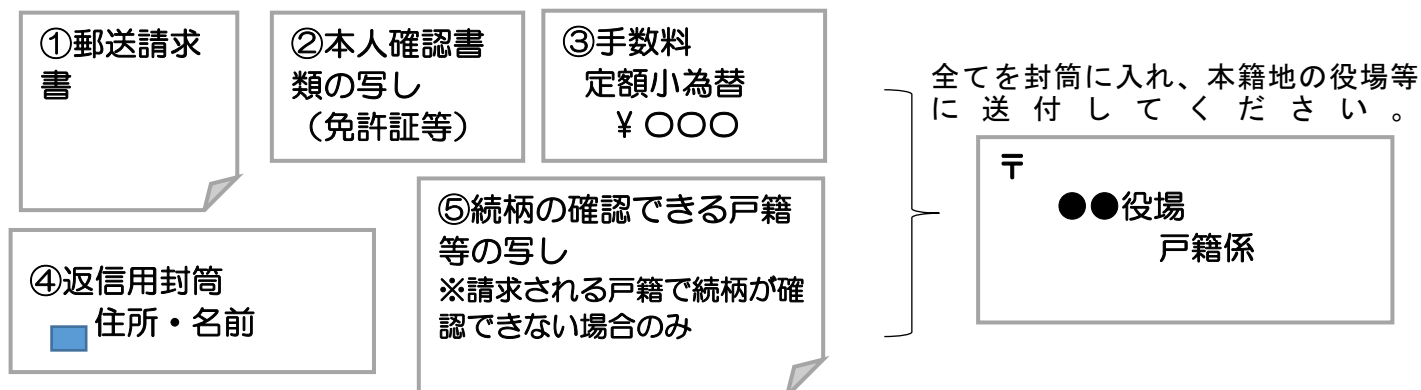 ①郵送請求
書
②本人確認書
類の写し
（免許証等）
③手数料
定額小為替
¥ 〇〇〇
④返信用封筒
住所・名前
⑤続柄の確認できる戸籍
等の写し
※請求される戸籍で続柄が確
認できない場合のみ
全てを封筒に入れ、本籍地の役場等
に送付してください。
〒
●●役場
戸籍係